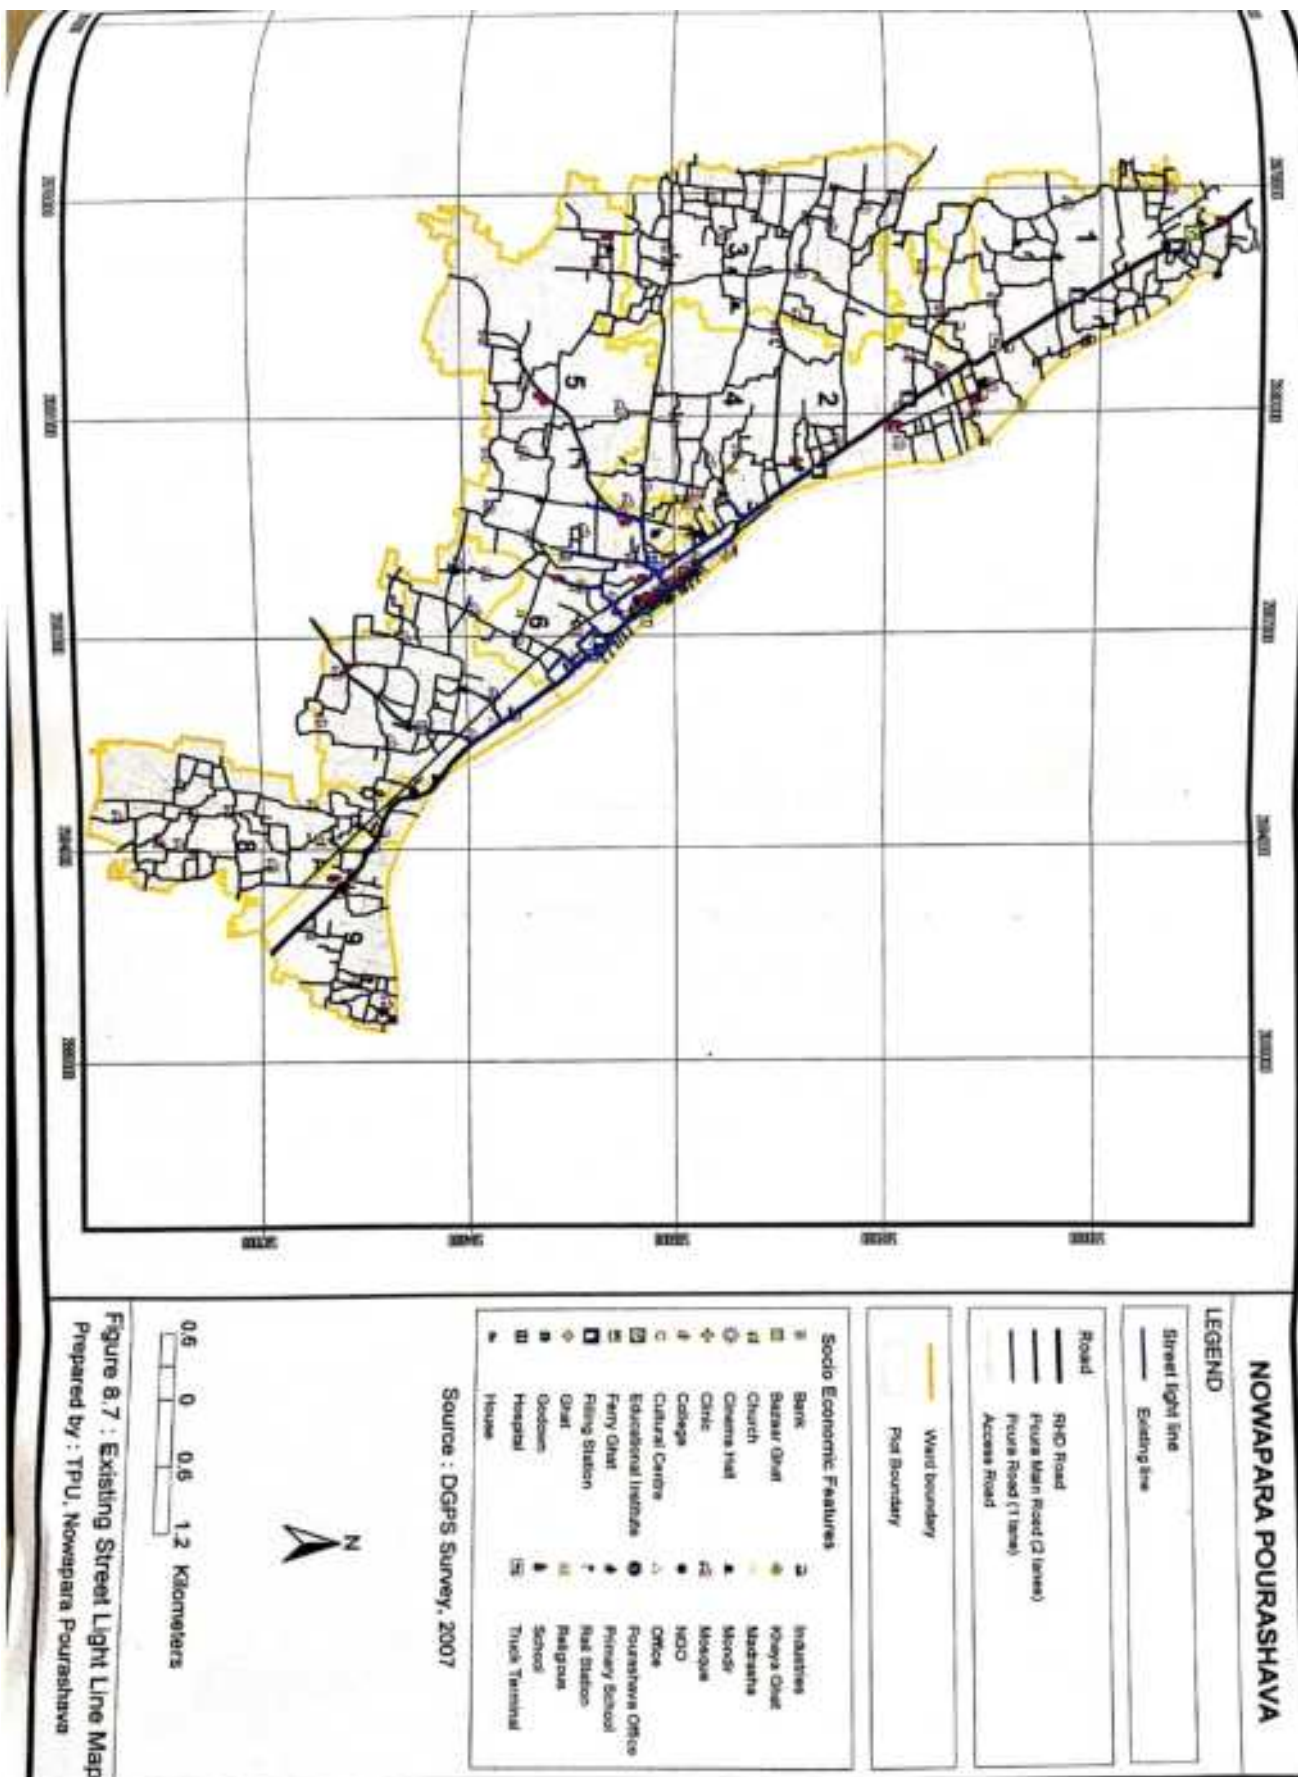 NOWAPARA POURASHAVA
LEGEND
Street light line
Existing line
Road
RHD Road
Poura Main Road (2 lanes)
Poura Road (1 lane)
Access Road
Ward boundary
Plot Boundary
Socio Economic Features
Bank
Bazaar Ghat
Church
Cinema Hall
Clinic
College
Cultural Centre
Educational Institute
Ferry Ghat
Filling Station
Ghat
Godown
Hospital
House
Industries
Kheya Ghat
Madrasha
Mondir
Mosque
NGO
Office
Pourashava Office
Primary School
Rail Station
Religious
School
Truck Terminal
Source : DGPS Survey, 2007
N
0.6 0 0.6 1.2 Kilometers
Figure 8.7 : Existing Street Light Line Map
Prepared by : TPU, Nowapara Pourashava
1
2
3
4
5
6
8
9